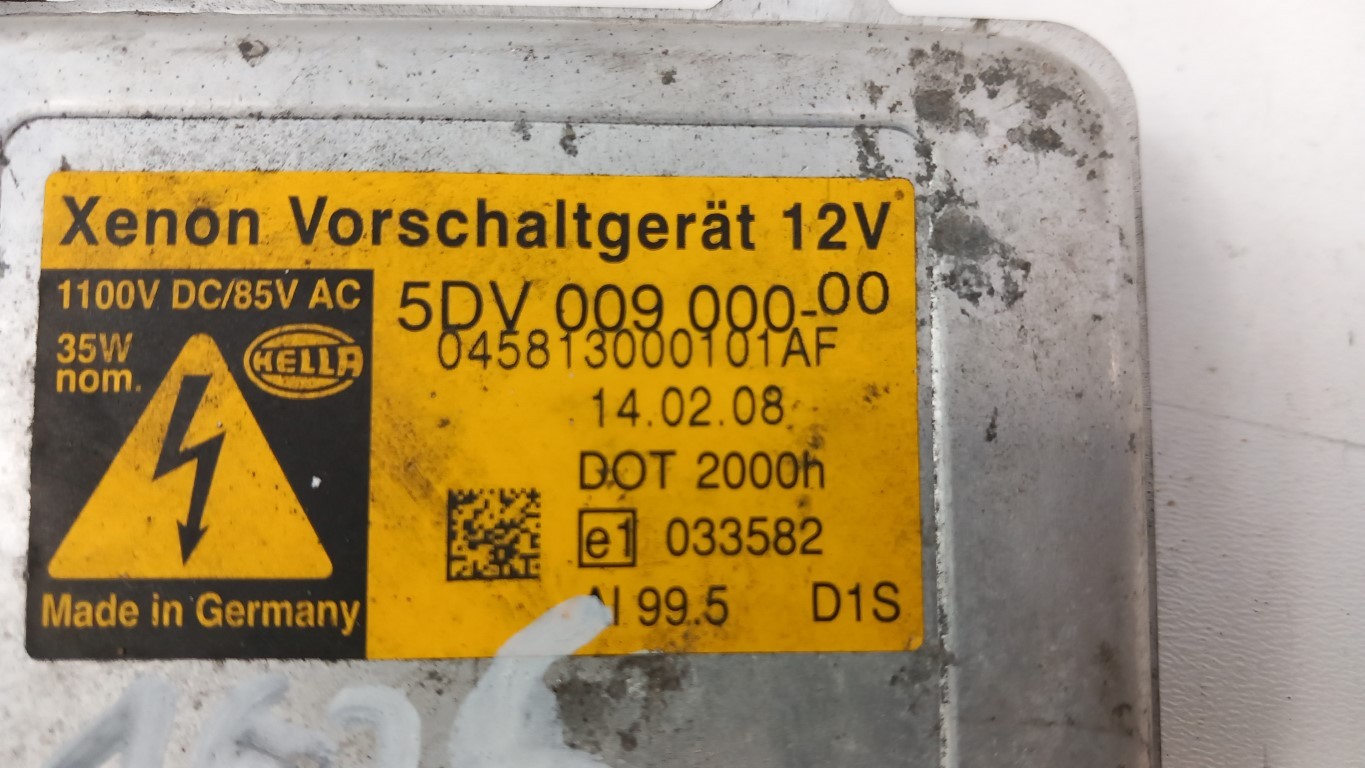 Xenon Vorschaltgerät 12V
1100V DC/85V AC
35W
nom.
HELLA
Made in Germany
5DV 009 000-00
045813000101AF
14.02.08
DOT 2000h
e1 033582
Al 99.5 D1S